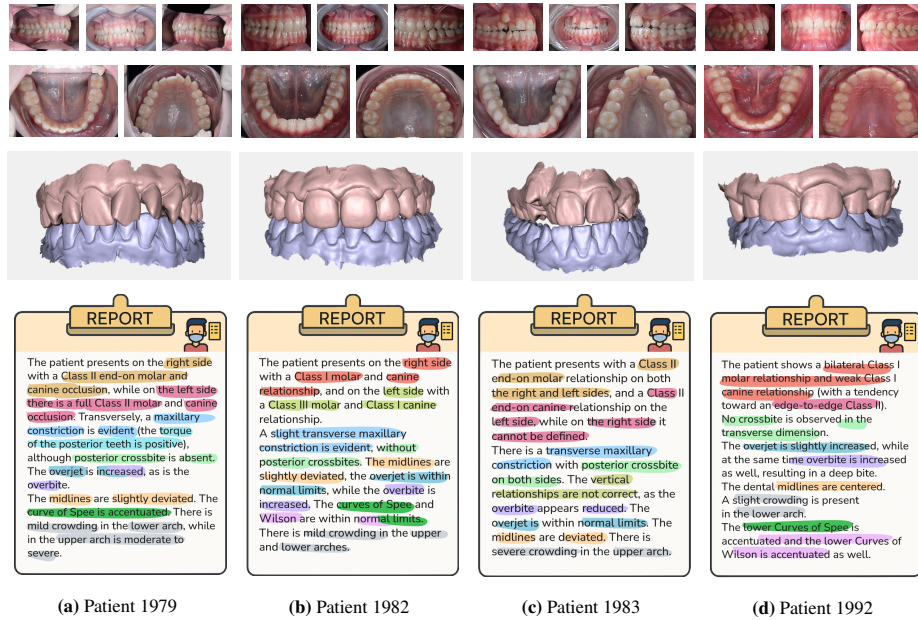 REPORT
The patient presents on the right side
with a Class II end-on molar and
canine occlusion, while on the left side
there is a full Class II molar and canine
occlusion. Transversely, a maxillary
constriction is evident (the torque
of the posterior teeth is positive),
although posterior crossbite is absent.
The overjet is increased, as is the
overbite.
The midlines are slightly deviated. The
curve of Spee is accentuated. There is
mild crowding in the lower arch, while
in the upper arch is moderate to
severe.
(a) Patient 1979
REPORT
The patient presents on the right side
with a Class I molar and canine
relationship, and on the left side with
a Class III molar and Class I canine
relationship.
A slight transverse maxillary
constriction is evident, without
posterior crossbites. The midlines are
slightly deviated, the overjet is within
normal limits, while the overbite is
increased. The curves of Spee and
Wilson are within normal limits.
There is mild crowding in the upper
and lower arches.
(b) Patient 1982
REPORT
The patient presents with a Class II
end-on molar relationship on both
the right and left sides, and a Class II
end-on canine relationship on the
left side, while on the right side it
cannot be defined.
There is a transverse maxillary
constriction with posterior crossbite
on both sides. The vertical
relationships are not correct, as the
overbite appears reduced. The
overjet is within normal limits. The
midlines are deviated. There is
severe crowding in the upper arch.
(c) Patient 1983
REPORT
The patient shows a bilateral Class I
molar relationship and weak Class I
canine relationship (with a tendency
toward an edge-to-edge Class II).
No crossbite is observed in the
transverse dimension.
The overjet is slightly increased, while
at the same time overbite is increased
as well, resulting in a deep bite.
The dental midlines are centered.
A slight crowding is present
in the lower arch.
The lower Curves of Spee is
accentuated and the lower Curves of
Wilson is accentuated as well.
(d) Patient 1992